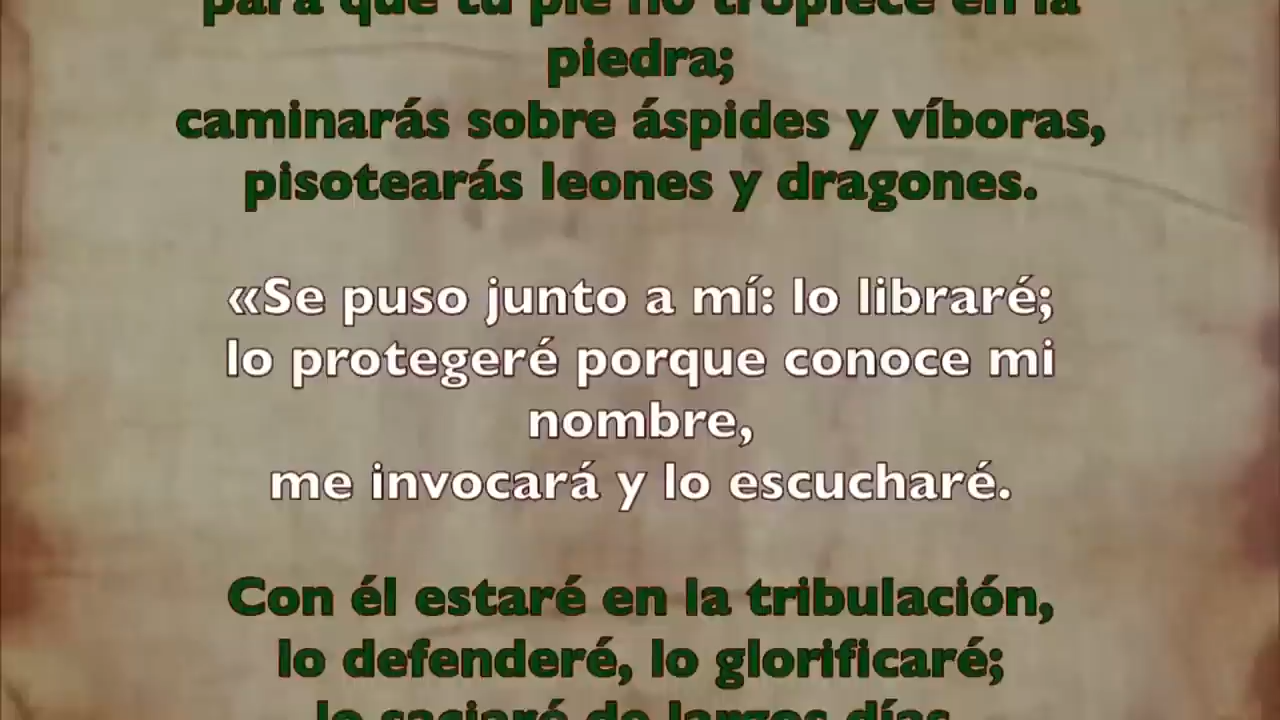 para que tu pie no tropiece en la
piedra;
caminarás sobre áspides y víboras,
pisotearás leones y dragones.
«Se puso junto a mí: lo libraré;
lo protegeré porque conoce mi
nombre,
me invocará y lo escucharé.
Con él estaré en la tribulación,
lo defenderé, lo glorificaré;
lo saciaré de largos días